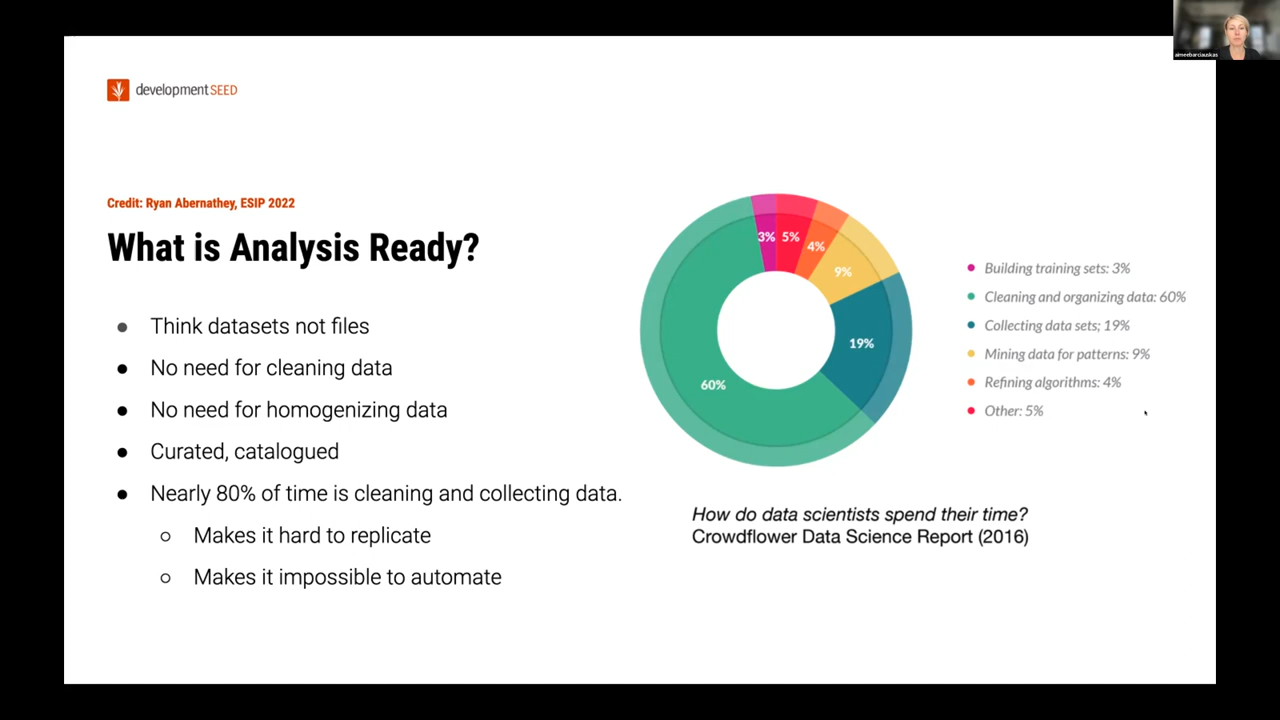 aimeebarciauskas
developmentSEED
Credit: Ryan Abernathey, ESIP 2022
What is Analysis Ready?
● Think datasets not files
● No need for cleaning data
● No need for homogenizing data
● Curated, catalogued
● Nearly 80% of time is cleaning and collecting data.
○ Makes it hard to replicate
○ Makes it impossible to automate
3%
5%
4%
9%
19%
60%
Building training sets: 3%
Cleaning and organizing data: 60%
Collecting data sets; 19%
Mining data for patterns: 9%
Refining algorithms: 4%
Other: 5%
How do data scientists spend their time?
Crowdflower Data Science Report (2016)